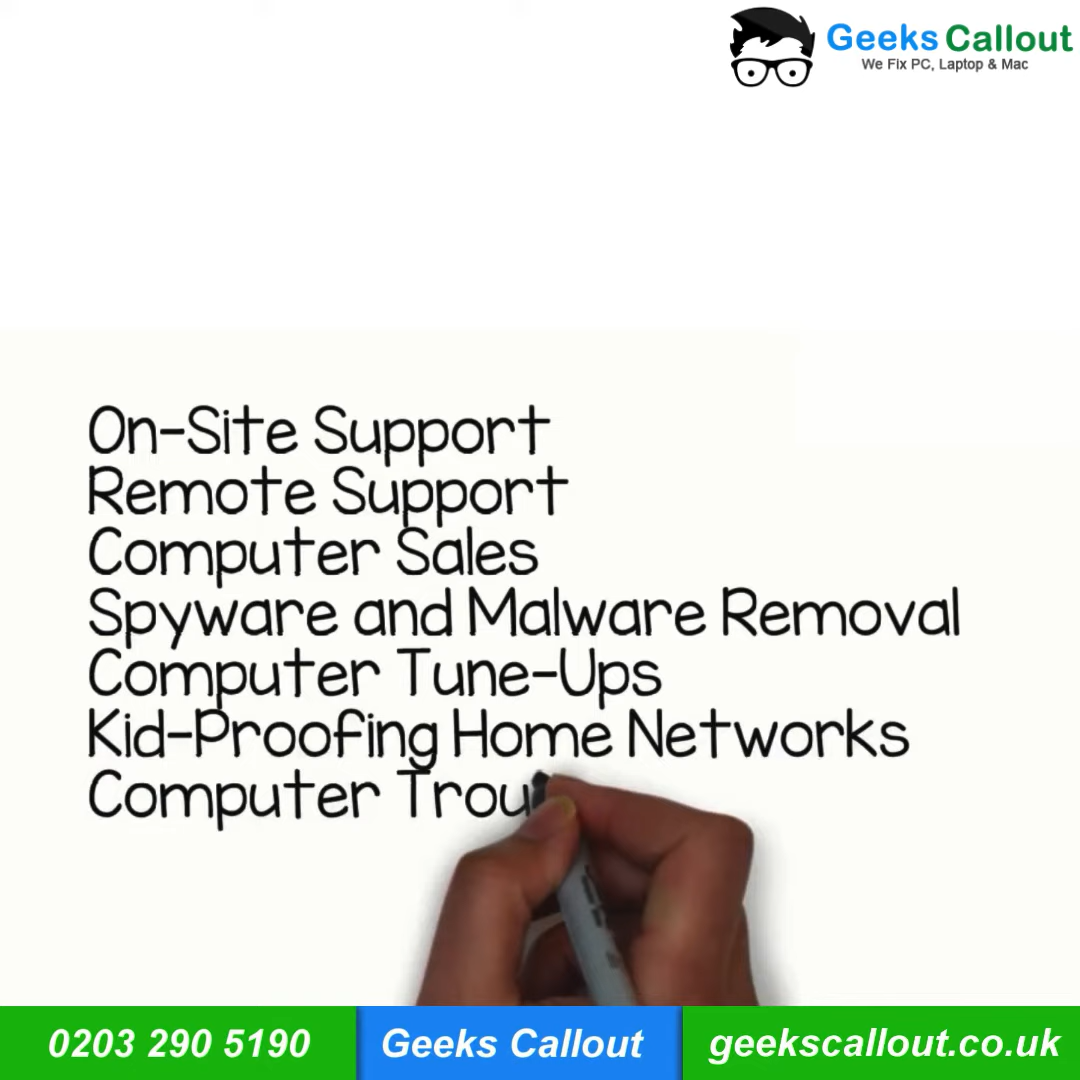 Geeks Callout
We Fix PC, Laptop & Mac
On-Site Support
Remote Support
Computer Sales
Spyware and Malware Removal
Computer Tune-Ups
Kid-Proofing Home Networks
Computer Trou
0203 290 5190
Geeks Callout
geekscallout.co.uk